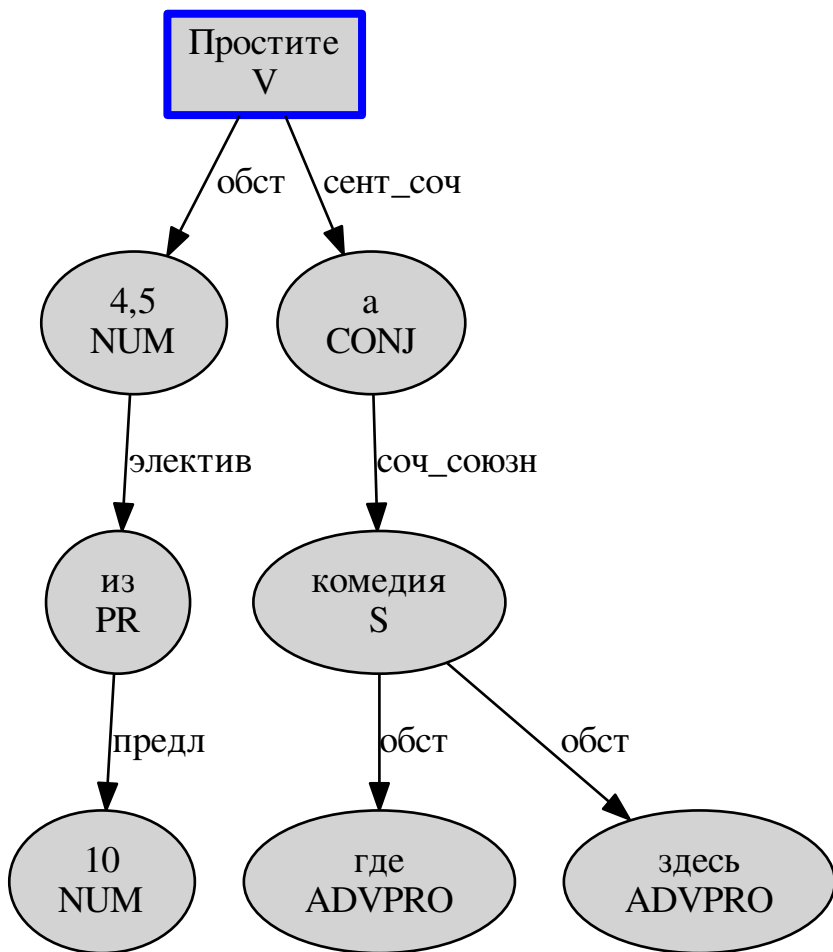 Простите
V
обст
сент_соч
4,5
NUM
а
CONJ
электив
соч_союзн
из
PR
комедия
S
предл
обст
обст
10
NUM
где
ADVPRO
здесь
ADVPRO